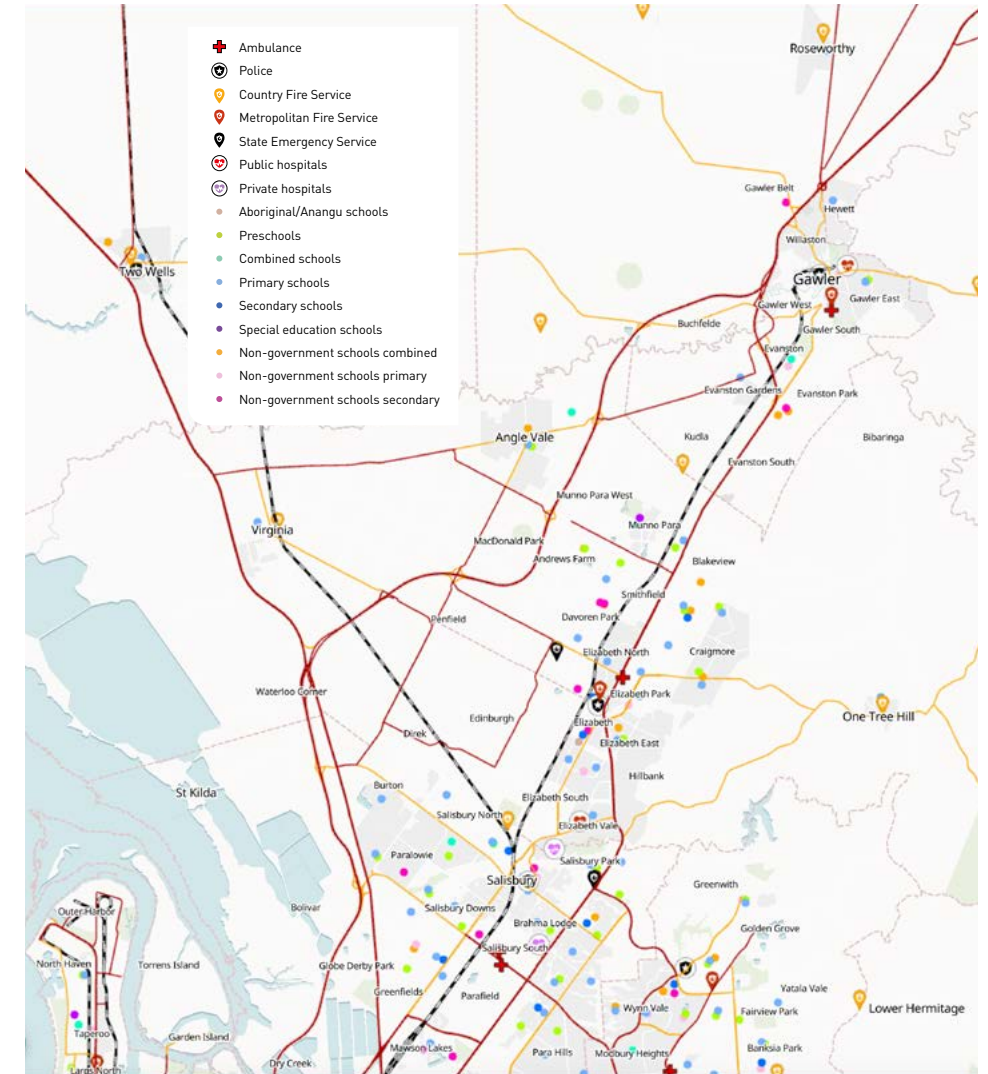 Ambulance
Police
Country Fire Service
Metropolitan Fire Service
State Emergency Service
Public hospitals
Private hospitals
Aboriginal/Anangu schools
Preschools
Combined schools
Primary schools
Secondary schools
Special education schools
Non-government schools combined
Non-government schools primary
Non-government schools secondary
Roseworthy
Gawler Belt
Hewett
Willaston
Two Wells
Gawler
Gawler West
Gawler East
Buchfelde
Gawler South
Evanston
Evanston Gardens
Evanston Park
Angle Vale
Kudla
Bibaringa
Evanston South
Munno Para West
Virginia
Munno Para
MacDonald Park
Andrews Farm
Blakeview
Smithfield
Penfield
Davoren Park
Elizabeth North
Craigmore
Waterloo Corner
Elizabeth Park
Edinburgh
Elizabeth
One Tree Hill
Direk
Elizabeth East
Hillbank
St Kilda
Burton
Elizabeth South
Salisbury North
Elizabeth Vale
Paralowie
Salisbury Park
Salisbury
Greenwith
Outer Harbor
Bolivar
Salisbury Downs
Brahma Lodge
Golden Grove
Salisbury South
North Haven
Torrens Island
Globe Derby Park
Greenfields
Parafield
Yatala Vale
Wynn Vale
Fairview Park
Lower Hermitage
Taperoo
Garden Island
Mawson Lakes
Para Hills
Modbury Heights
Banksia Park
Dry Creek
Largs North